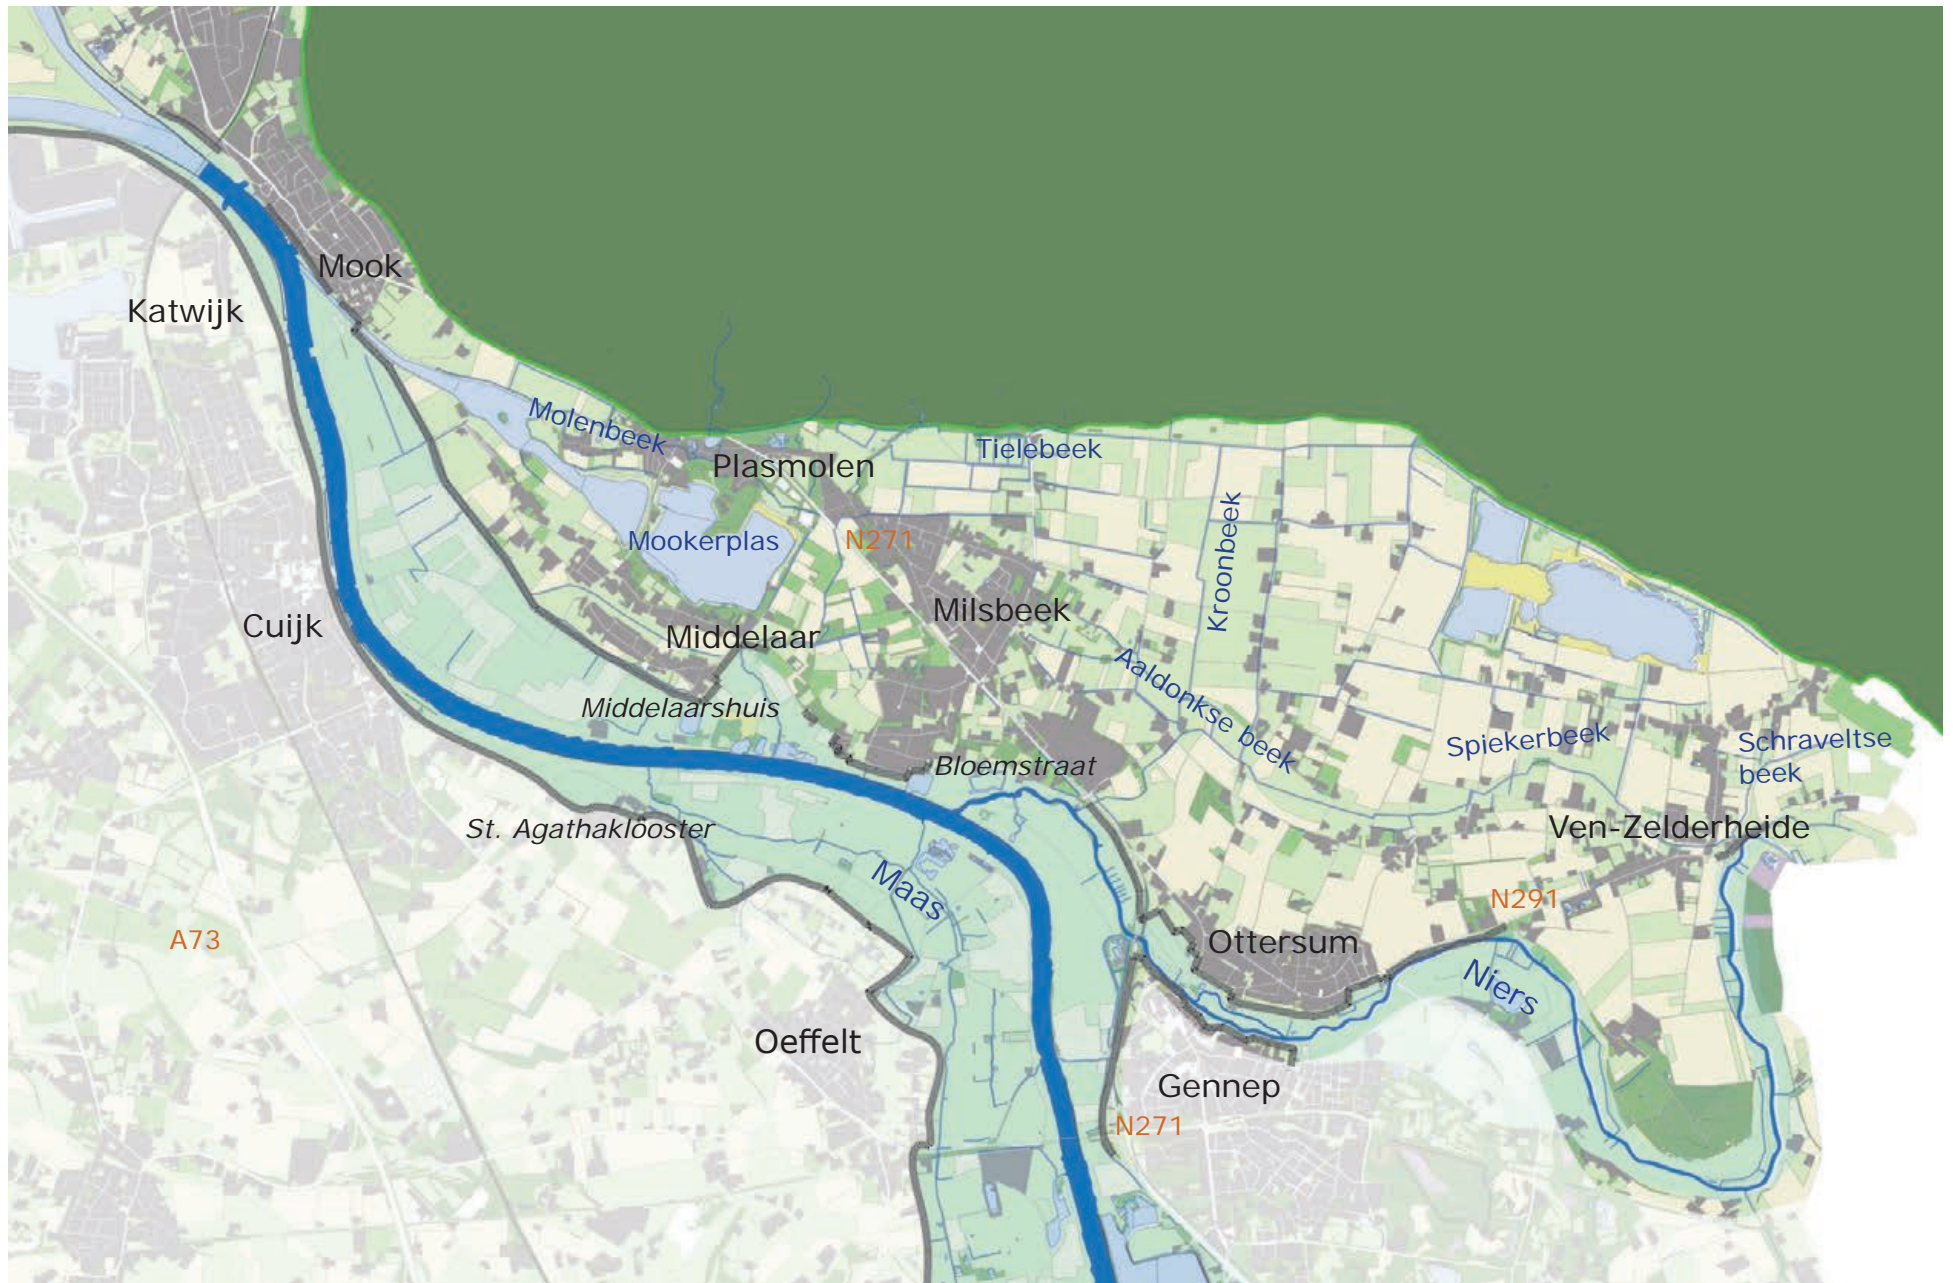 Mook
Katwijk
Molenbeek
Plasmolen
Tielebeek
Mookerplas
N271
Kroonbeek
Milsbeek
Cuijk
Middelaar
Aaldonkse beek
Middelaarshuis
Spiekerbeek
Schraveltse
beek
Bloemstraat
St. Agathaklooster
Ven-Zelderheide
Maas
N291
A73
Ottersum
Niers
Oeffelt
Gennep
N271